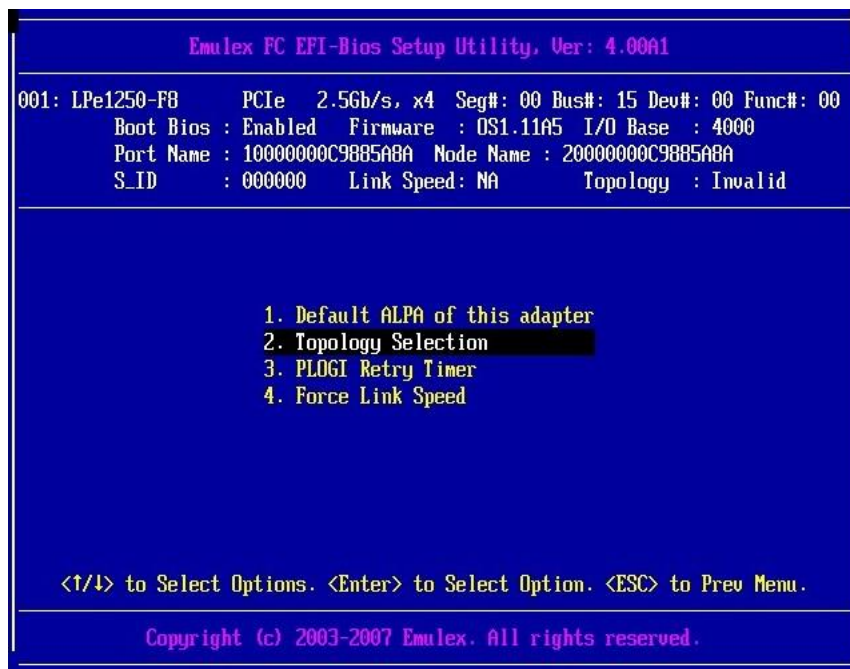 Emulex FC EFI-Bios Setup Utility, Ver: 4.00A1
001: LPe1250-F8 PCIe 2.5Gb/s, x4 Seg#: 00 Bus#: 15 Dev#: 00 Func#: 00
Boot Bios : Enabled Firmware : OS1.11A5 I/O Base : 4000
Port Name : 10000000C9885A8A Node Name : 20000000C9885A8A
S_ID : 000000 Link Speed: NA Topology : Invalid
1. Default ALPA of this adapter
2. Topology Selection
3. PLOGI Retry Timer
4. Force Link Speed
<↑/↓> to Select Options. <Enter> to Select Option. <ESC> to Prev Menu.
Copyright (c) 2003-2007 Emulex. All rights reserved.